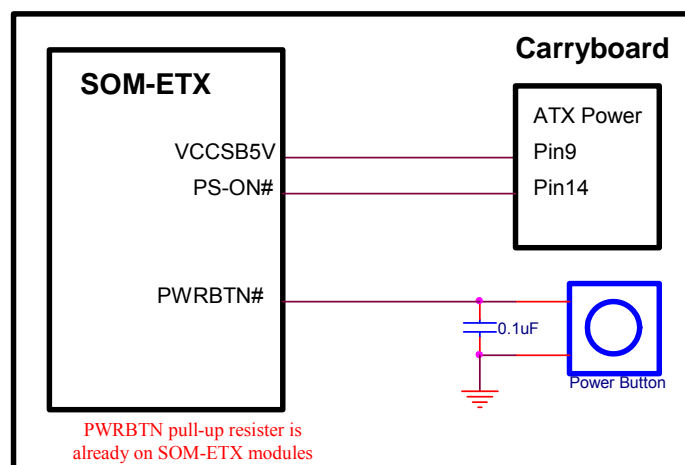 Carryboard
SOM-ETX
ATX Power
VCCSB5V
Pin9
PS-ON#
Pin14
PWRBTN#
0.1uF
Power Button
PWRBTN pull-up resister is
already on SOM-ETX modules